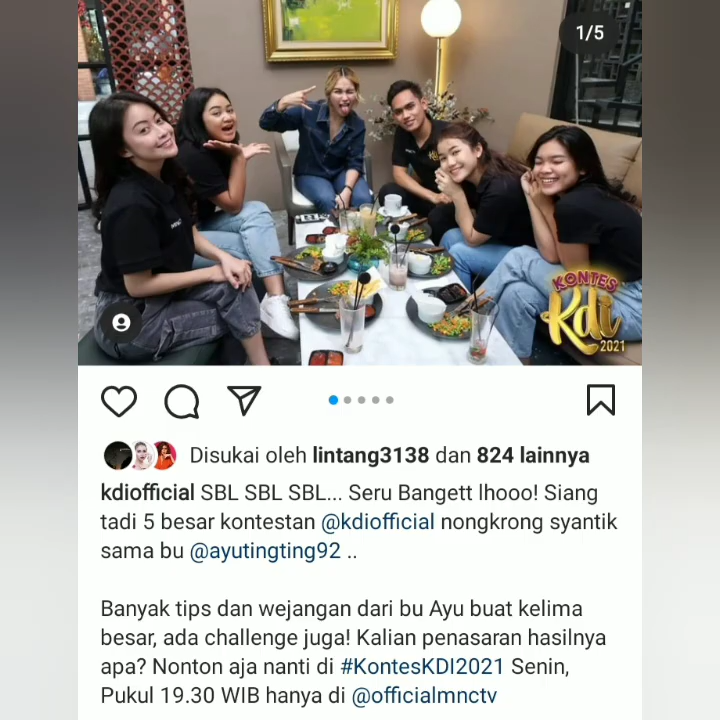 1/5
KONTES
KDI
2021
Disukai oleh lintang3138 dan 824 lainnya
kdiofficial SBL SBL SBL... Seru Bangett lhooo! Siang
tadi 5 besar kontestan @kdiofficial nongkrong syantik
sama bu @ayutingting92 ..
Banyak tips dan wejangan dari bu Ayu buat kelima
besar, ada challenge juga! Kalian penasaran hasilnya
apa? Nonton aja nanti di #KontesKDI2021 Senin,
Pukul 19.30 WIB hanya di @officialmnctv